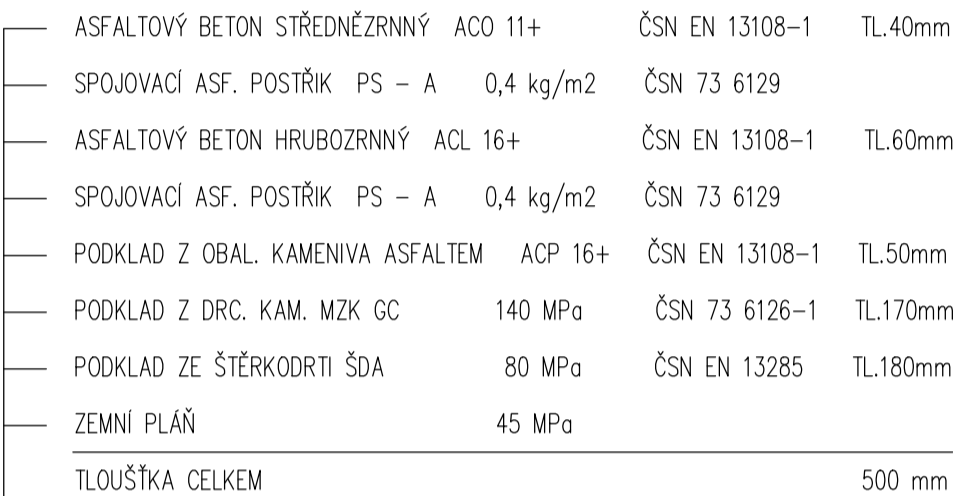 ASFALTOVÝ BETON STŘEDNĚZRNNÝ ACO 11+ ČSN EN 13108-1 TL.40mm
SPOJOVACÍ ASF. POSTŘIK PS - A 0,4 kg/m2 ČSN 73 6129
ASFALTOVÝ BETON HRUBOZRNNÝ ACL 16+ ČSN EN 13108-1 TL.60mm
SPOJOVACÍ ASF. POSTŘIK PS - A 0,4 kg/m2 ČSN 73 6129
PODKLAD Z OBAL. KAMENIVA ASFALTEM ACP 16+ ČSN EN 13108-1 TL.50mm
PODKLAD Z DRC. KAM. MZK GC 140 MPa ČSN 73 6126-1 TL.170mm
PODKLAD ZE ŠTĚRKODRTI ŠDA 80 MPa ČSN EN 13285 TL.180mm
ZEMNÍ PLÁŇ 45 MPa
TLOUŠŤKA CELKEM 500 mm